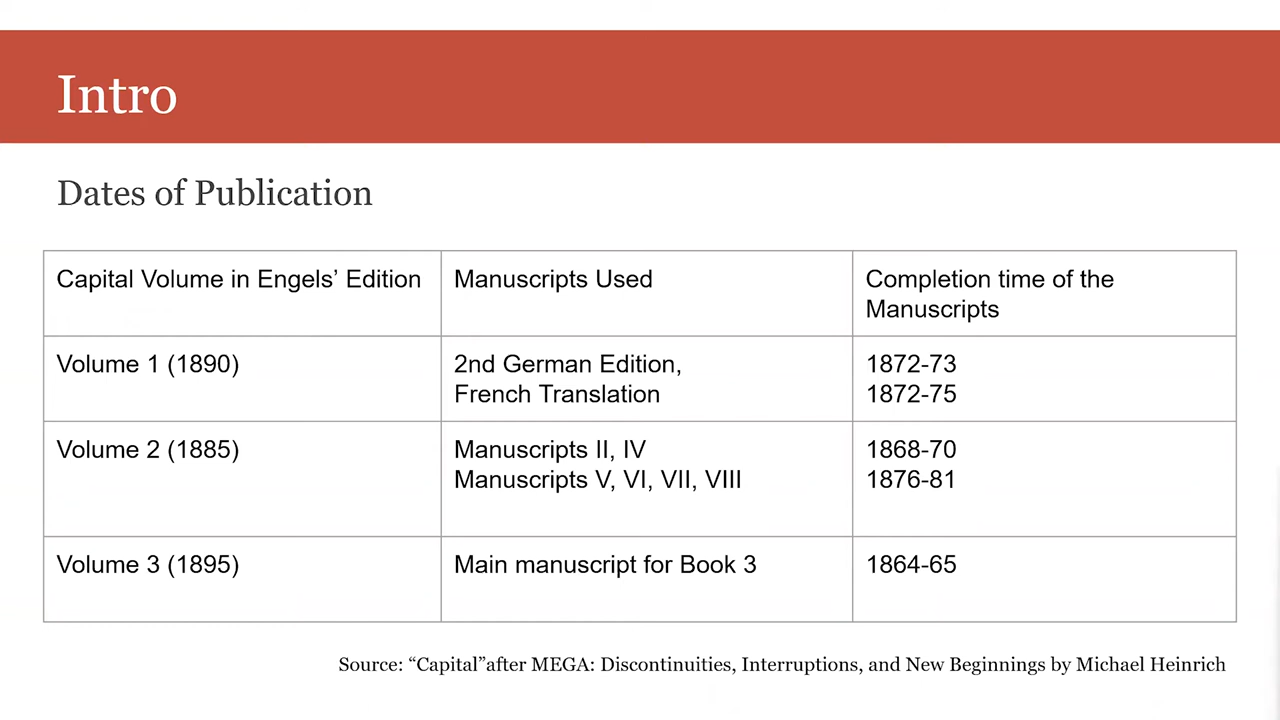 Intro
Dates of Publication
Capital Volume in Engels’ Edition
Manuscripts Used
Completion time of the
Manuscripts
Volume 1 (1890)
2nd German Edition,
French Translation
1872-73
1872-75
Volume 2 (1885)
Manuscripts II, IV
Manuscripts V, VI, VII, VIII
1868-70
1876-81
Volume 3 (1895)
Main manuscript for Book 3
1864-65
Source: “Capital”after MEGA: Discontinuities, Interruptions, and New Beginnings by Michael Heinrich